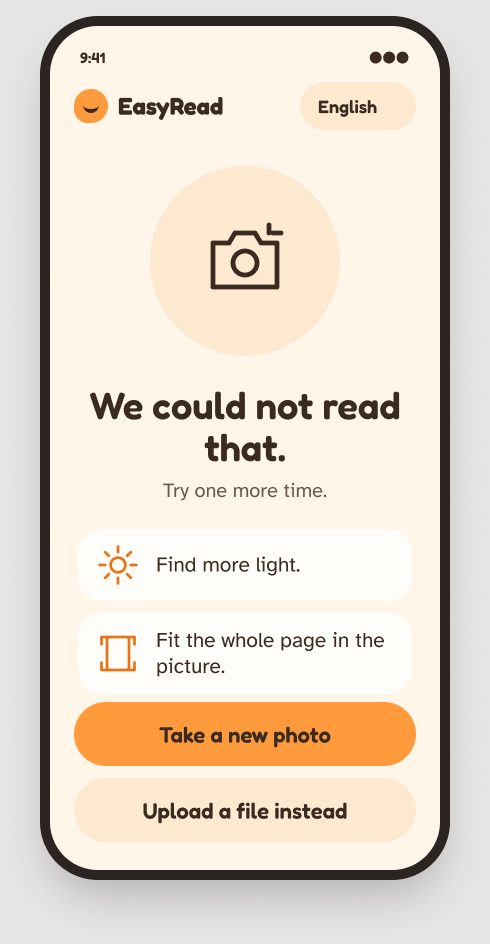 9:41
EasyRead
English
We could not read
that.
Try one more time.
Find more light.
Fit the whole page in the
picture.
Take a new photo
Upload a file instead